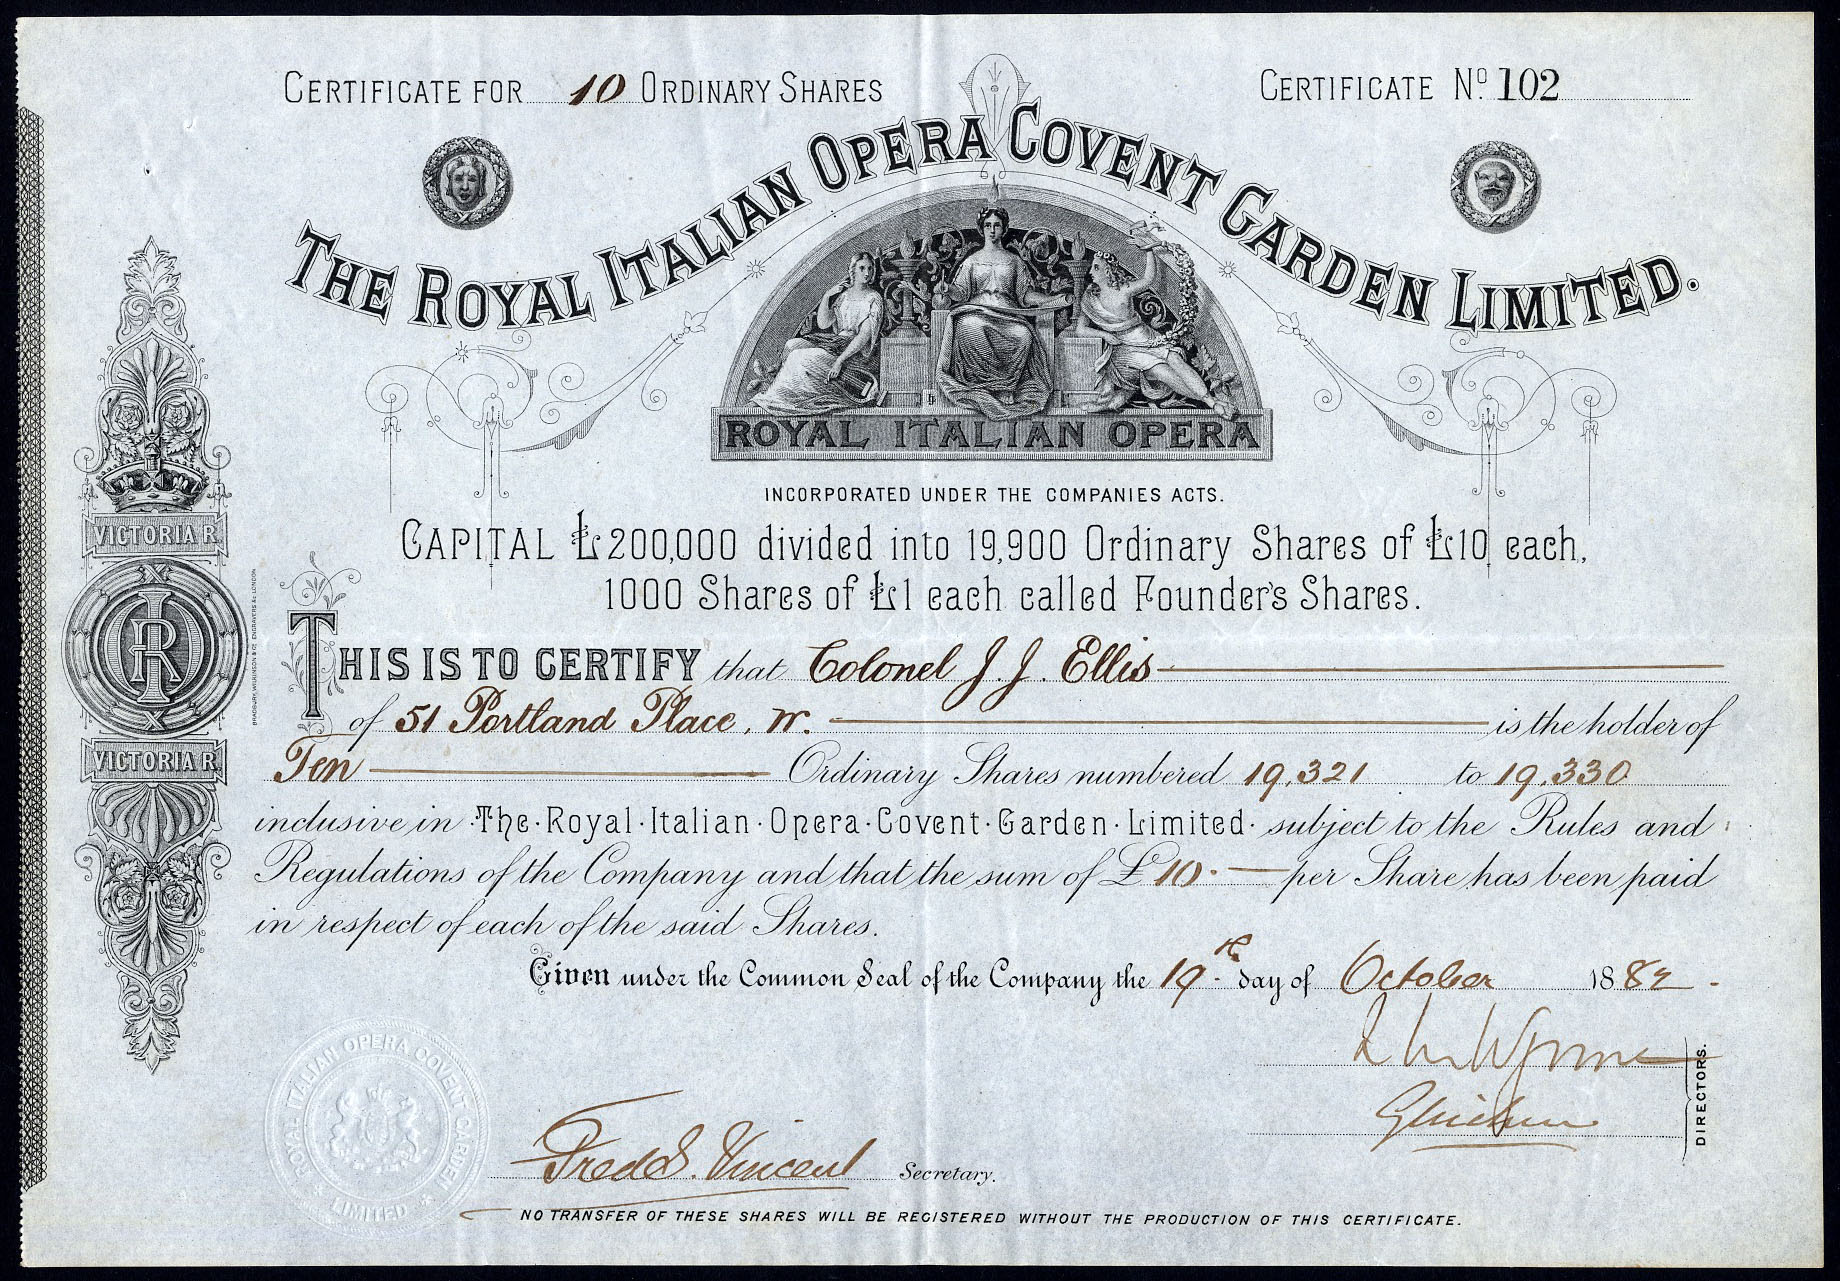 CERTIFICATE FOR 10 ORDINARY SHARES
CERTIFICATE Nº 102
THE ROYAL ITALIAN OPERA COVENT GARDEN LIMITED.
ROYAL ITALIAN OPERA
INCORPORATED UNDER THE COMPANIES ACTS.
CAPITAL £200,000 divided into 19,900 Ordinary Shares of £10 each,
1000 Shares of £1 each called Founder's Shares.
VICTORIA R.
VICTORIA R.
BRADBURY, WILKINSON & Co ENGRAVERS &c LONDON
THIS IS TO CERTIFY that Colonel J. J. Ellis
of 51 Portland Place, W. is the holder of
Ten Ordinary Shares numbered 19,321 to 19,330
inclusive in The Royal Italian Opera Covent Garden Limited subject to the Rules and
Regulations of the Company and that the sum of £10 per Share has been paid
in respect of each of the said Shares.
Given under the Common Seal of the Company the 19th day of October 1882.
DIRECTORS.
ROYAL ITALIAN OPERA COVENT GARDEN
LIMITED
Fred S. Vincent Secretary.
NO TRANSFER OF THESE SHARES WILL BE REGISTERED WITHOUT THE PRODUCTION OF THIS CERTIFICATE.